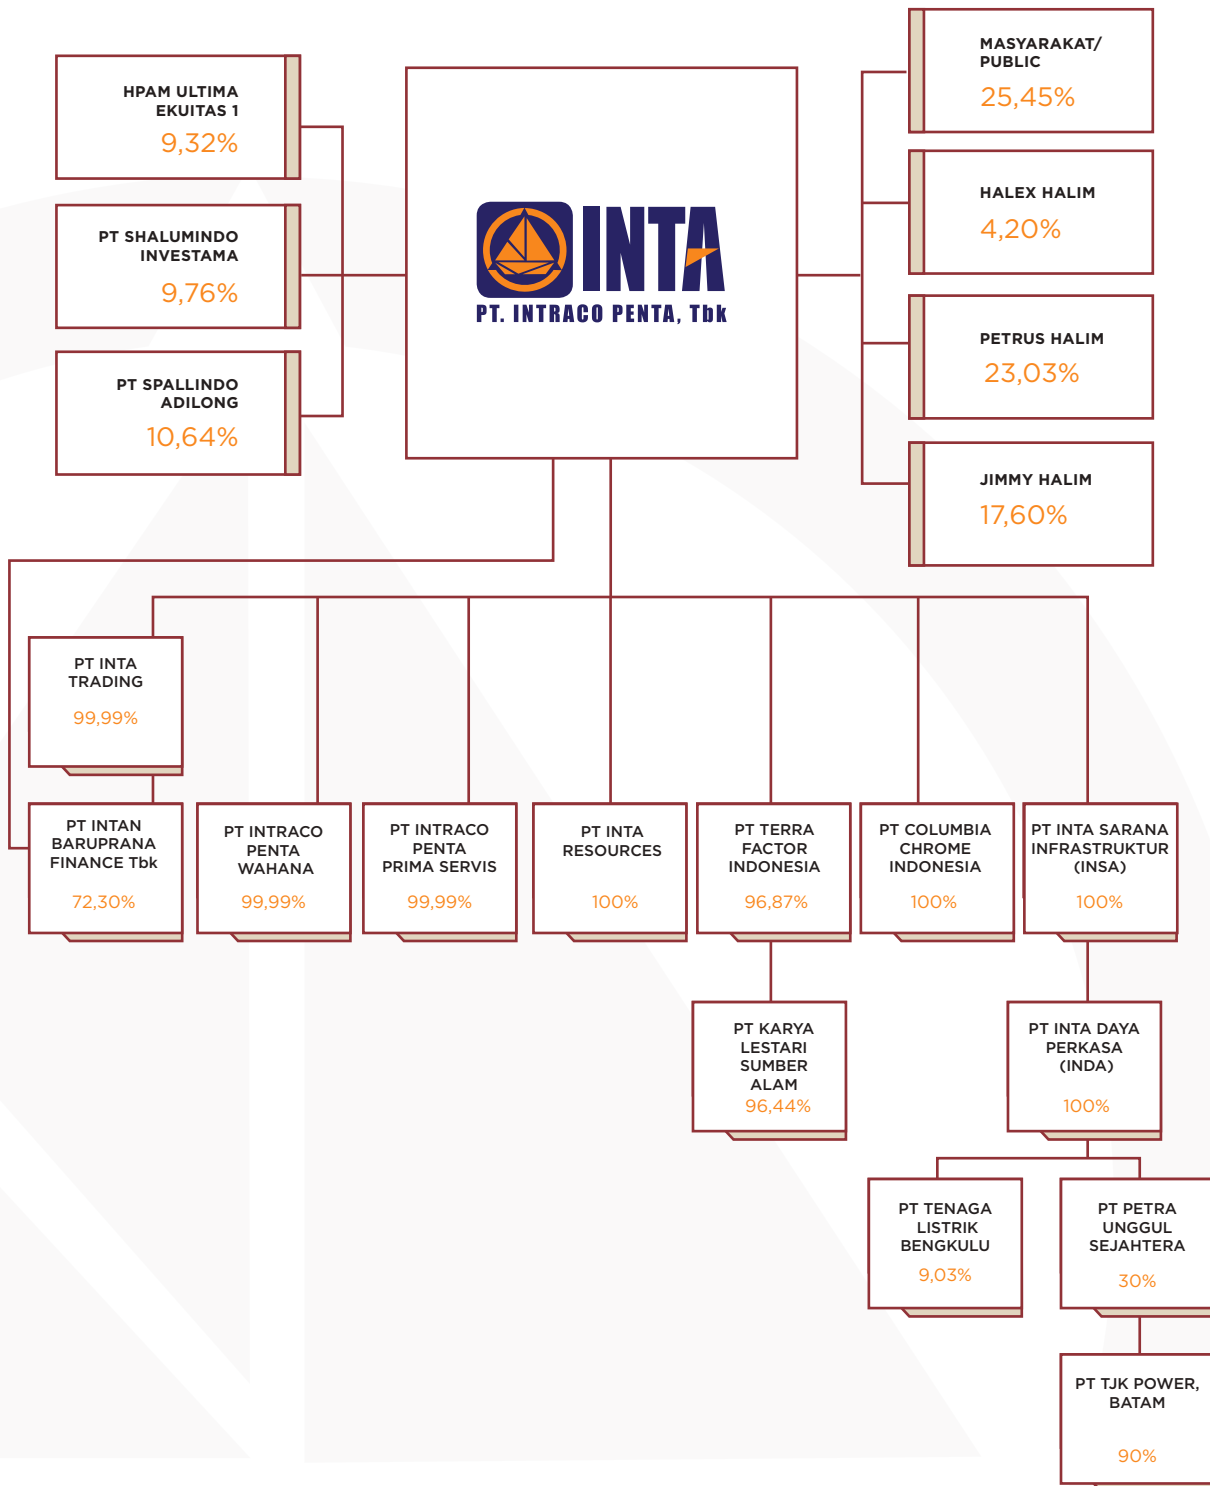 HPAM ULTIMA
EKUITAS 1
9,32%
PT SHALUMINDO
INVESTAMA
9,76%
PT SPALLINDO
ADILONG
10,64%
INTA
PT. INTRACO PENTA, Tbk
MASYARAKAT/
PUBLIC
25,45%
HALEX HALIM
4,20%
PETRUS HALIM
23,03%
JIMMY HALIM
17,60%
PT INTA
TRADING
99,99%
PT INTAN
BARUPRANA
FINANCE Tbk
72,30%
PT INTRACO
PENTA
WAHANA
99,99%
PT INTRACO
PENTA
PRIMA SERVIS
99,99%
PT INTA
RESOURCES
100%
PT TERRA
FACTOR
INDONESIA
96,87%
PT COLUMBIA
CHROME
INDONESIA
100%
PT INTA SARANA
INFRASTRUKTUR
(INSA)
100%
PT KARYA
LESTARI
SUMBER
ALAM
96,44%
PT INTA DAYA
PERKASA
(INDA)
100%
PT TENAGA
LISTRIK
BENGKULU
9,03%
PT PETRA
UNGGUL
SEJAHTERA
30%
PT TJK POWER,
BATAM
90%